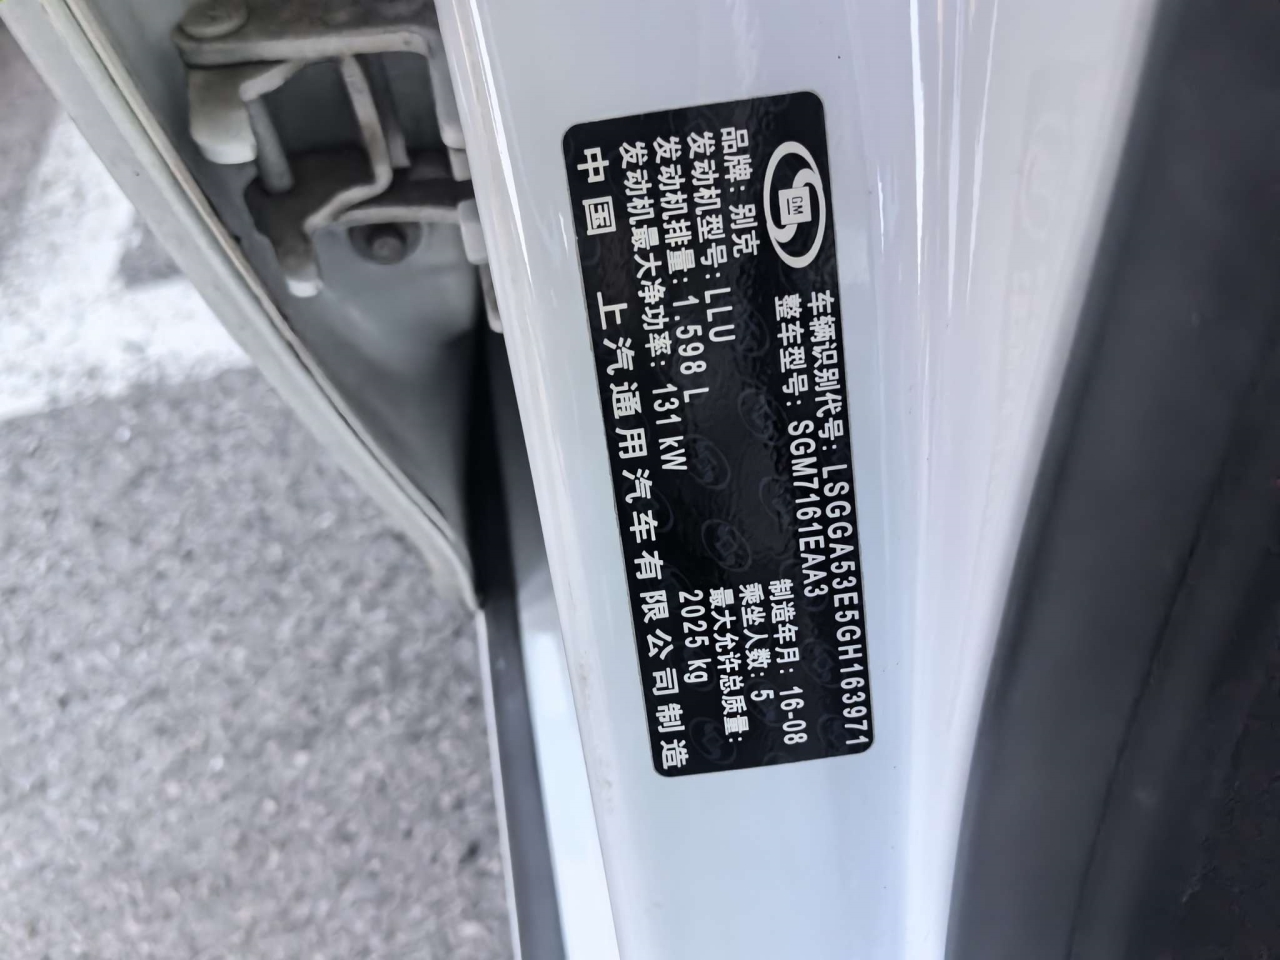 GM
车辆识别代号: LSGGA53E5GH163971
整车型号: SGM7161EAA3
品牌: 别克
发动机型号: LLU
发动机排量: 1.598 L
发动机最大净功率: 131 kW
制造年月: 16-08
乘坐人数: 5
最大允许总质量:
2025 kg
中国 上汽通用汽车有限公司制造